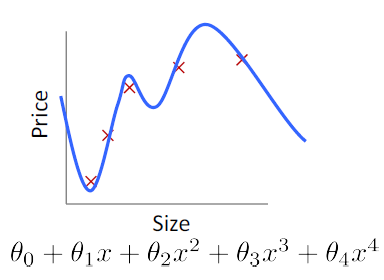 Price
Size
θ₀ + θ₁x + θ₂x² + θ₃x³ + θ₄x⁴